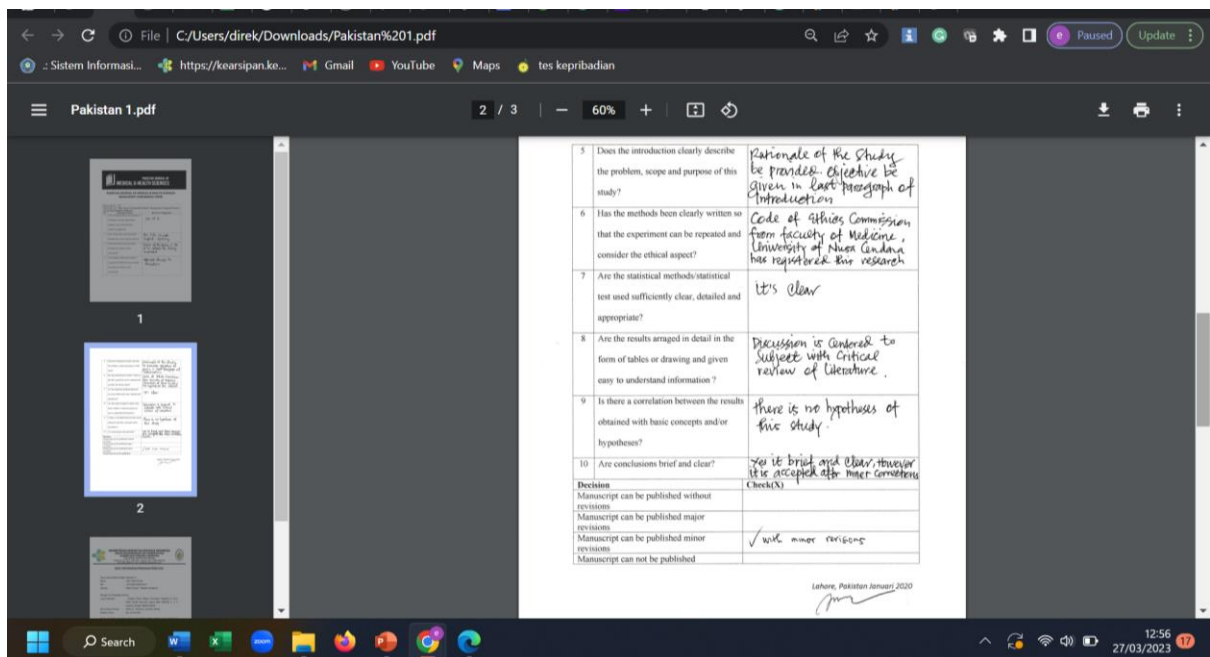 File | C:/Users/direk/Downloads/Pakistan%201.pdf
e Paused
Update
.: Sistem Informasi...
https://kearsipan.ke...
Gmail
YouTube
Maps
tes kepribadian
Pakistan 1.pdf
2 / 3
60%
MEDICAL & HEALTH SCIENCES
1
2
5 Does the introduction clearly describe
the problem, scope and purpose of this
study?
Rationale of the Study
be provided. Objective be
given in last paragraph of
Introduction
6 Has the methods been clearly written so
that the experiment can be repeated and
consider the ethical aspect?
Code of Ethics Commission
from faculty of Medicine,
University of Nusa Cendana
has registered this research
7 Are the statistical methods/statistical
test used sufficiently clear, detailed and
appropriate?
it's clear
8 Are the results arraged in detail in the
form of tables or drawing and given
easy to understand information ?
Discussion is Centered to
Subject with Critical
review of Literature.
9 Is there a correlation between the results
obtained with basic concepts and/or
hypotheses?
there is no hypotheses of
this study.
10 Are conclusions brief and clear?
Yes it brief and clear, However
it is accepted after minor corrections
Decision
Check(X)
Manuscript can be published without
revisions
Manuscript can be published major
revisions
Manuscript can be published minor
revisions
✓ with minor revisions
Manuscript can not be published
Lahore, Pakistan Januari 2020
Search
zoom
12:56
27/03/2023
17